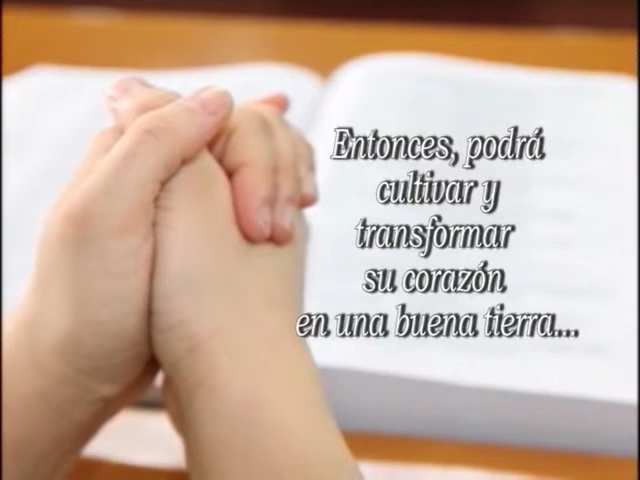 Entonces, podrá
cultivar y
transformar
su corazón
en una buena tierra...